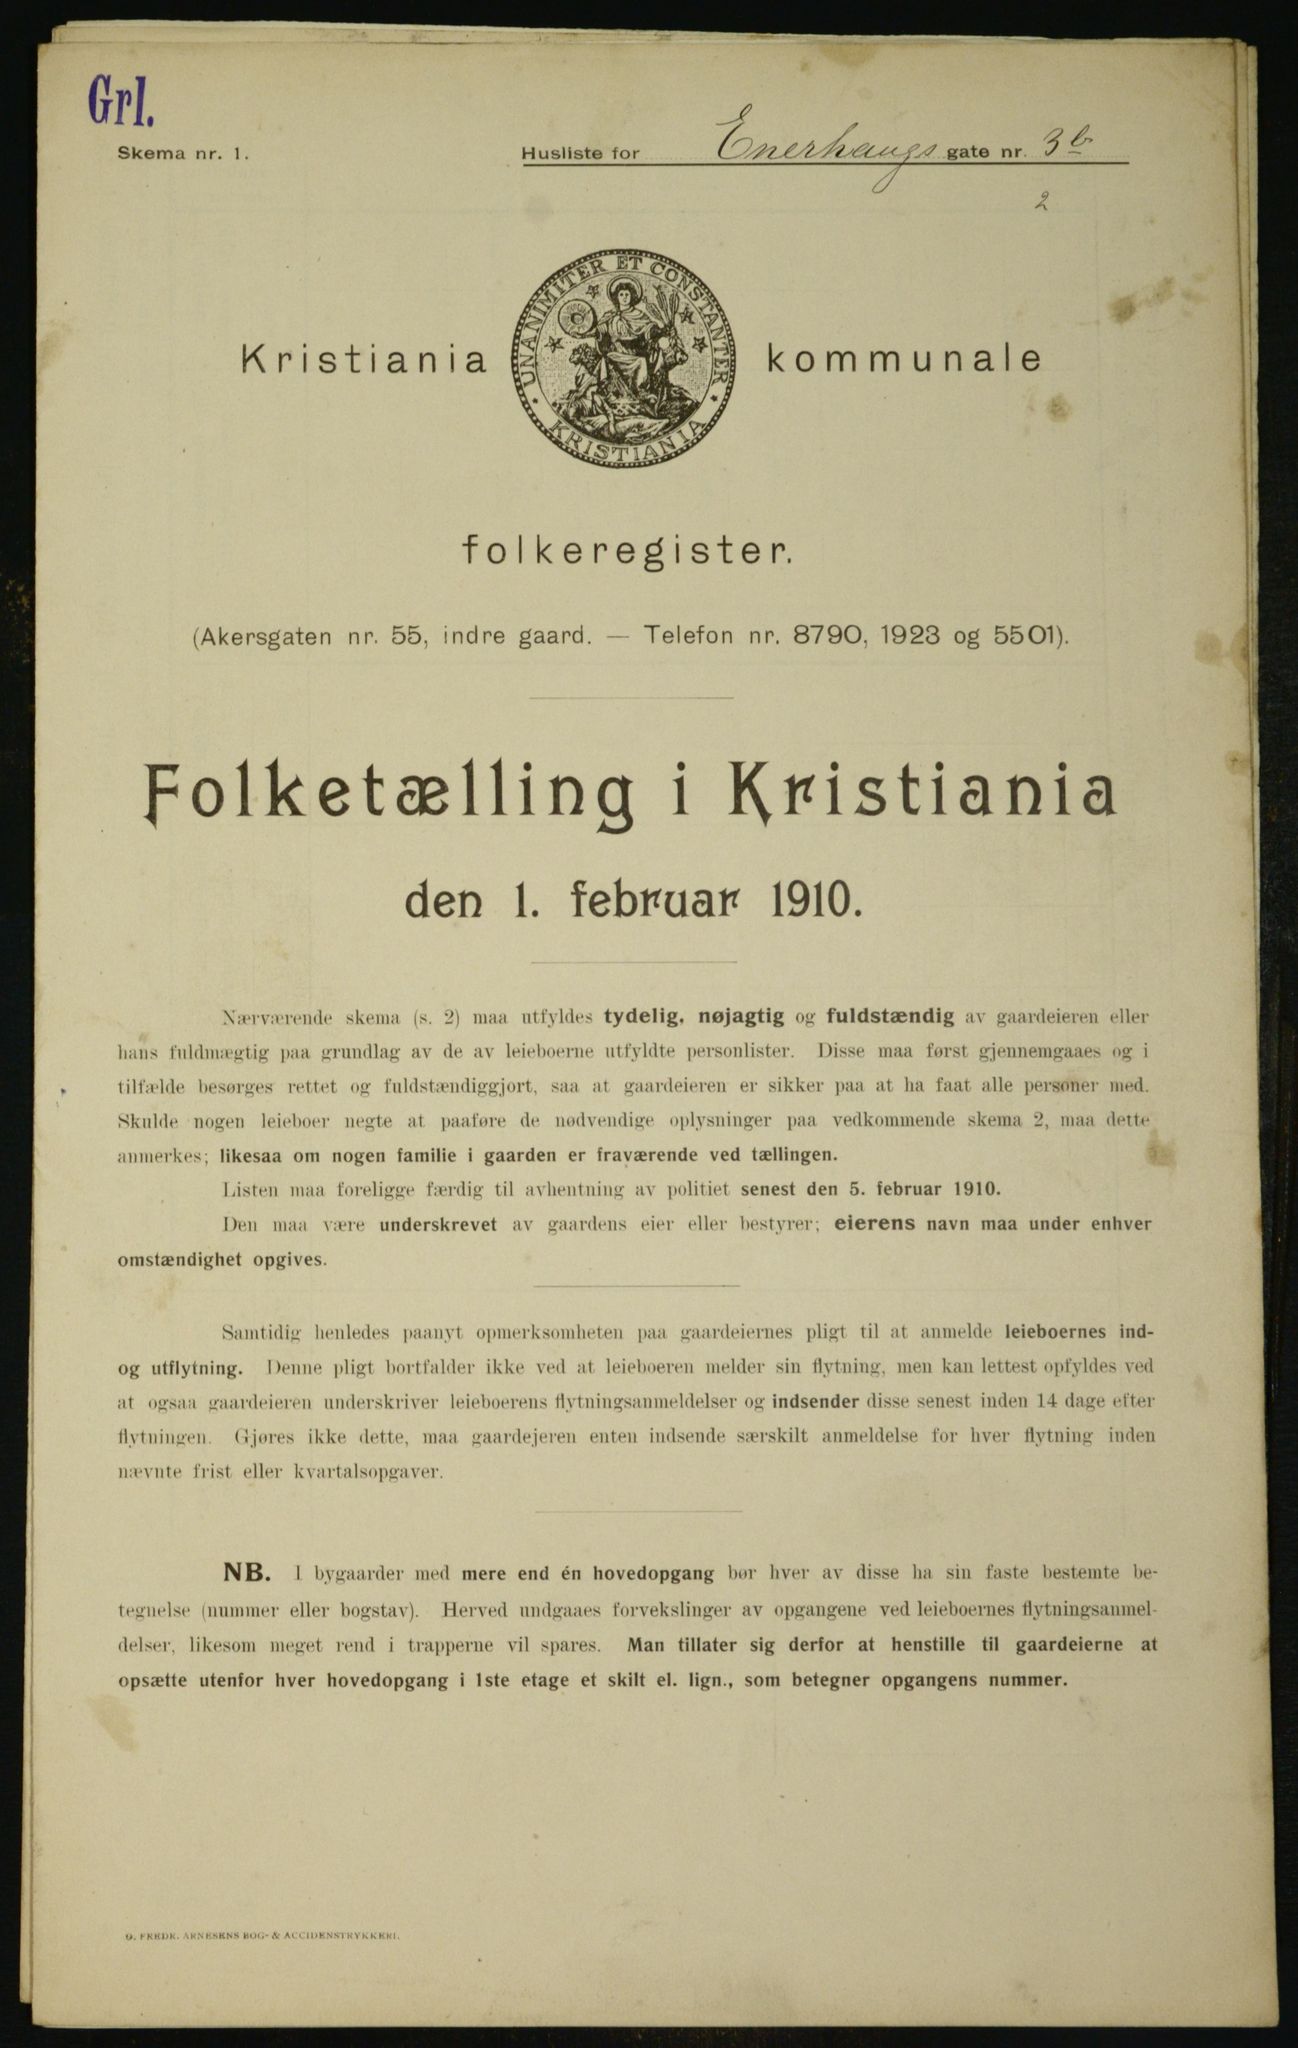 Grl.
Skema nr. 1.
Husliste for Enerhaugs gate nr. 3b
2
UNANIMITER ET CONSTANTER
KRISTIANIA
Kristiania kommunale
folkeregister.
(Akersgaten nr. 55, indre gaard. — Telefon nr. 8790, 1923 og 5501).
Folketælling i Kristiania
den 1. februar 1910.
Nærværende skema (s. 2) maa utfyldes tydelig, nøjagtig og fuldstændig av gaardeieren eller
hans fuldmægtig paa grundlag av de av leieboerne utfyldte personlister. Disse maa først gjennemgaaes og i
tilfælde besørges rettet og fuldstændiggjort, saa at gaardeieren er sikker paa at ha faat alle personer med.
Skulde nogen leieboer negte at paaføre de nødvendige oplysninger paa vedkommende skema 2, maa dette
anmerkes; likesaa om nogen familie i gaarden er fraværende ved tællingen.
Listen maa foreligge færdig til avhentning av politiet senest den 5. februar 1910.
Den maa være underskrevet av gaardens eier eller bestyrer; eierens navn maa under enhver
omstændighet opgives.
Samtidig henledes paanyt opmerksomheten paa gaardeiernes pligt til at anmelde leieboernes ind-
og utflytning. Denne pligt bortfalder ikke ved at leieboeren melder sin flytning, men kan lettest opfyldes ved
at ogsaa gaardeieren underskriver leieboerens flytningsanmeldelser og indsender disse senest inden 14 dage efter
flytningen. Gjøres ikke dette, maa gaardejeren enten indsende særskilt anmeldelse for hver flytning inden
nævnte frist eller kvartalsopgaver.
NB. I bygaarder med mere end én hovedopgang bør hver av disse ha sin faste bestemte be-
tegnelse (nummer eller bogstav). Herved undgaaes forvekslinger av opgangene ved leieboernes flytningsanmel-
delser, likesom meget rend i trapperne vil spares. Man tillater sig derfor at henstille til gaardeierne at
opsætte utenfor hver hovedopgang i 1ste etage et skilt el. lign., som betegner opgangens nummer.
O. FREDR. ARNESENS BOG- & ACCIDENSTRYKKERI.